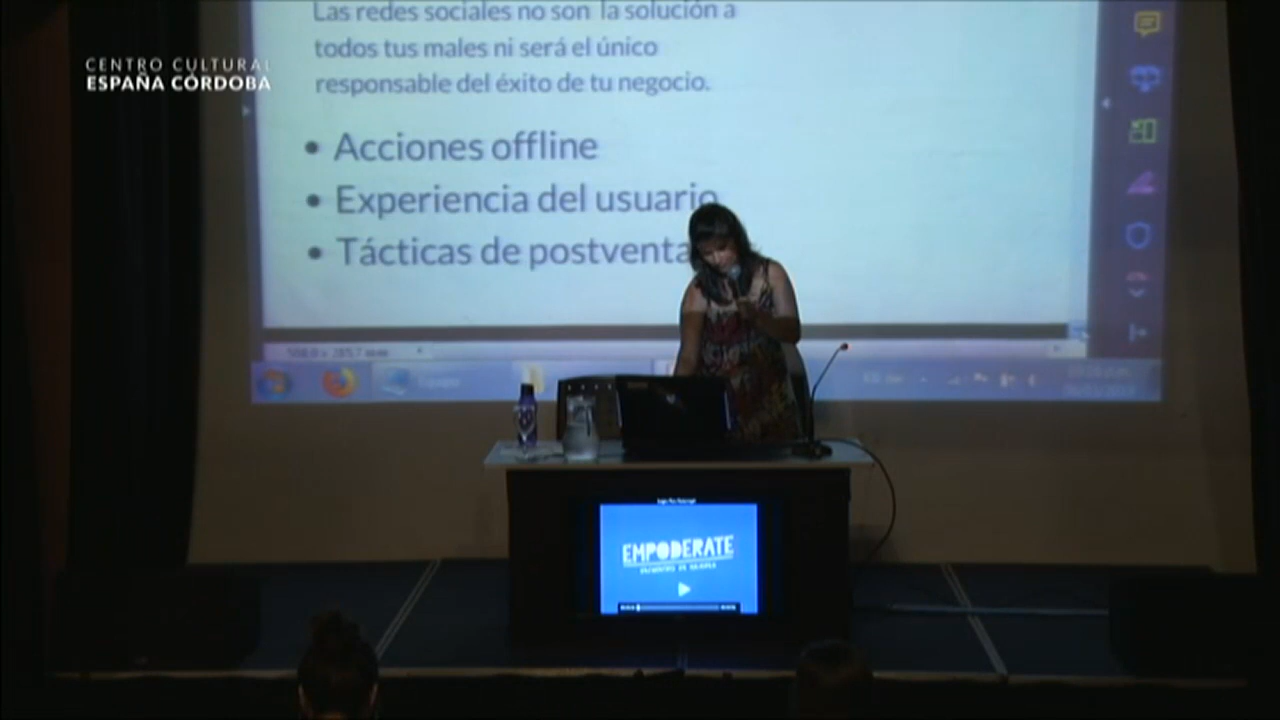 CENTRO CULTURAL
ESPAÑA CÓRDOBA
Las redes sociales no son la solución a
todos tus males ni será el único
responsable del éxito de tu negocio.
• Acciones offline
• Experiencia del usuario
• Tácticas de postventa
EMPODERATE